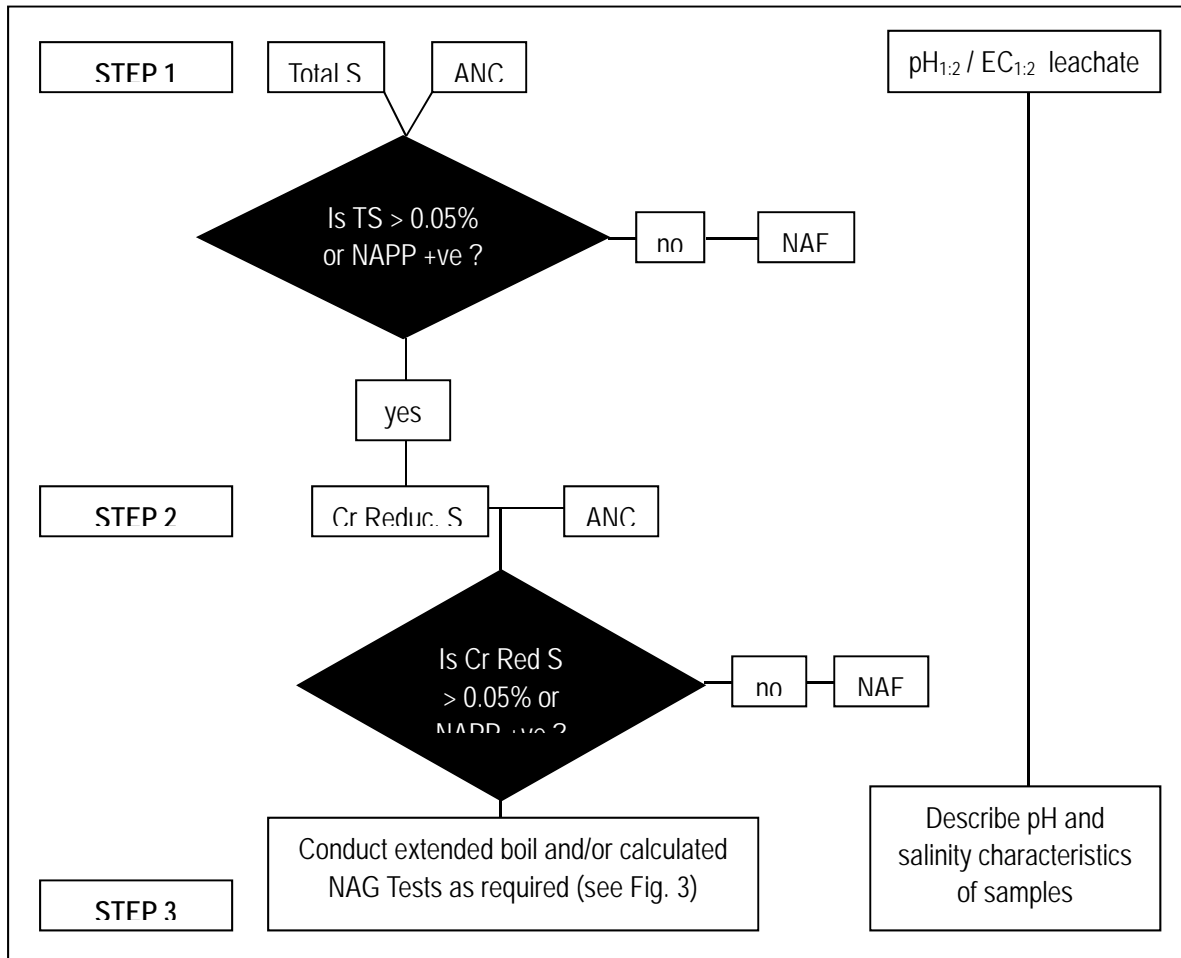 STEP 1
Total S
ANC
pH1:2 / EC1:2 leachate
Is TS > 0.05%
or NAPP +ve ?
no
NAF
yes
STEP 2
Cr Reduc. S
ANC
Is Cr Red S
> 0.05% or
NAPP +ve ?
no
NAF
Conduct extended boil and/or calculated
NAG Tests as required (see Fig. 3)
Describe pH and
salinity characteristics
of samples
STEP 3